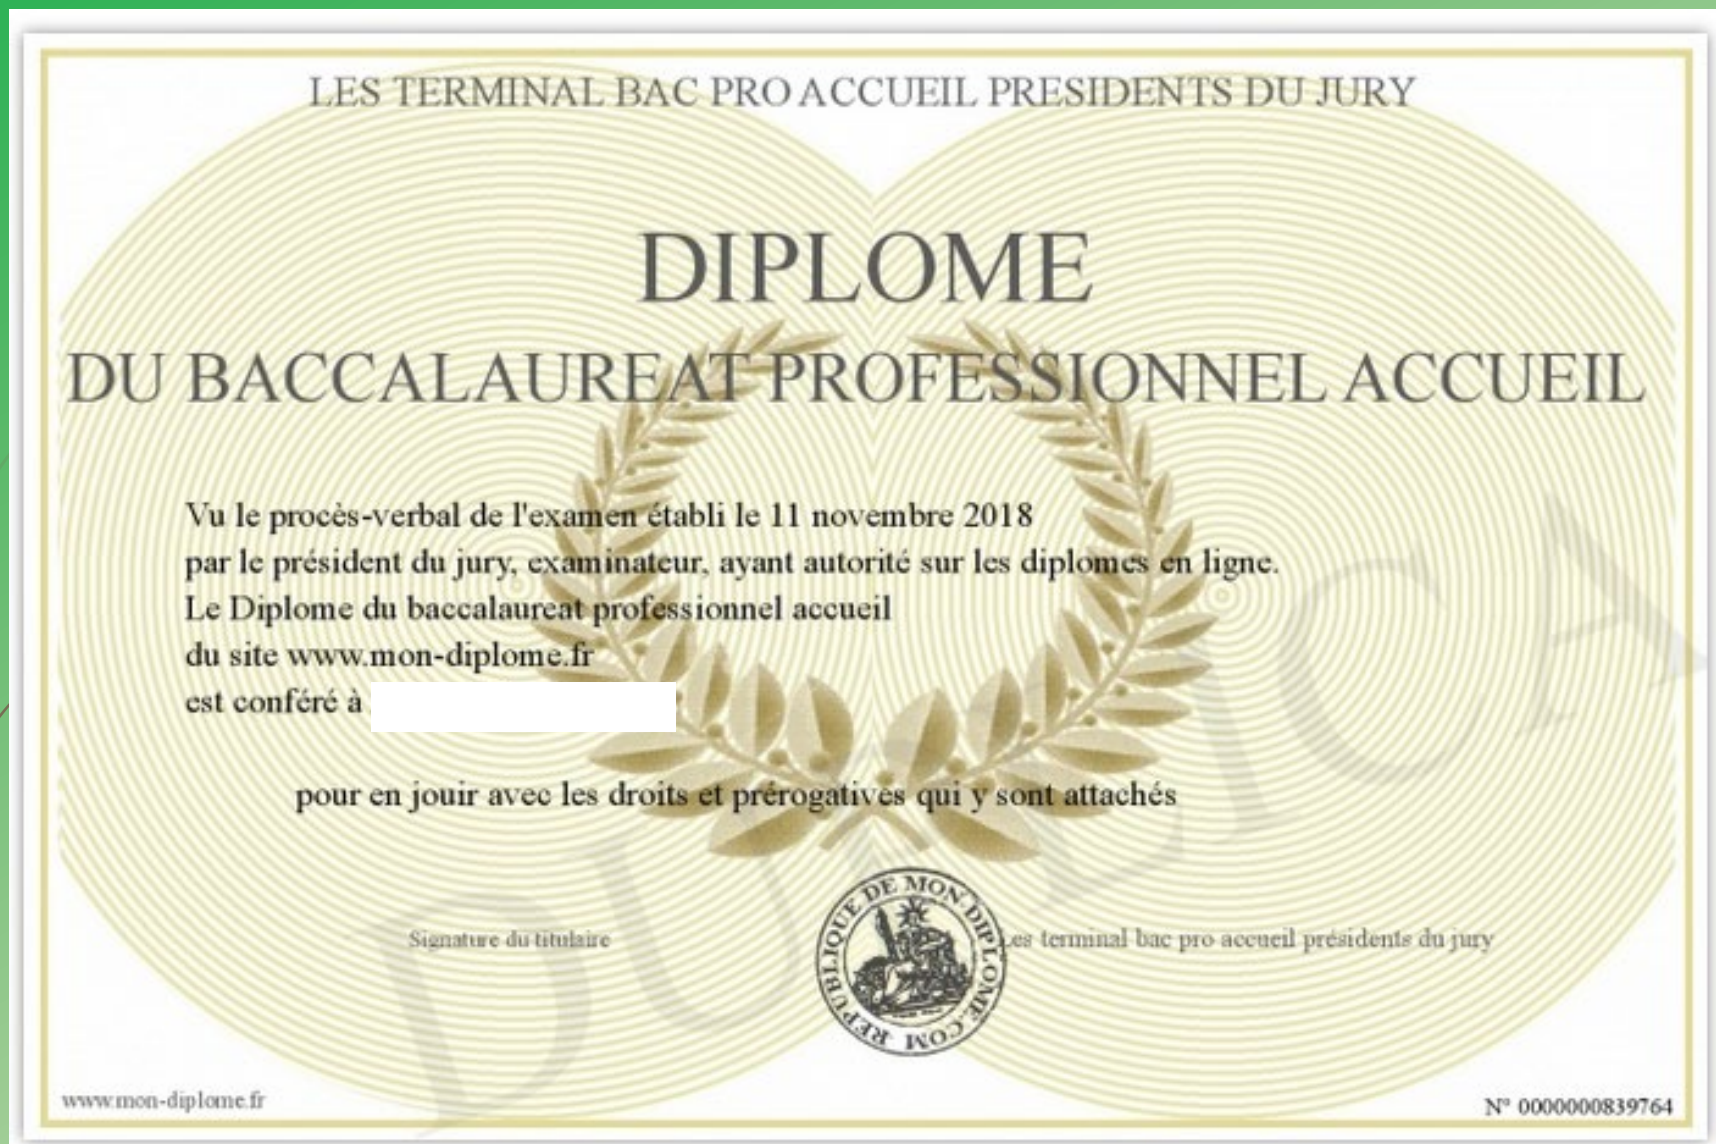 LES TERMINAL BAC PRO ACCUEIL PRESIDENTS DU JURY
DIPLOME
DU BACCALAUREAT PROFESSIONNEL ACCUEIL
Vu le procès-verbal de l'examen établi le 11 novembre 2018
par le président du jury, examinateur, ayant autorité sur les diplomes en ligne.
Le Diplome du baccalaureat professionnel accueil
du site www.mon-diplome.fr
est conféré à
pour en jouir avec les droits et prérogatives qui y sont attachés
Signature du titulaire
Les terminal bac pro accueil présidents du jury
REPUBLIQUE DE MON DIPLOME.COM
DUPLICA
www.mon-diplome.fr
N° 0000000839764